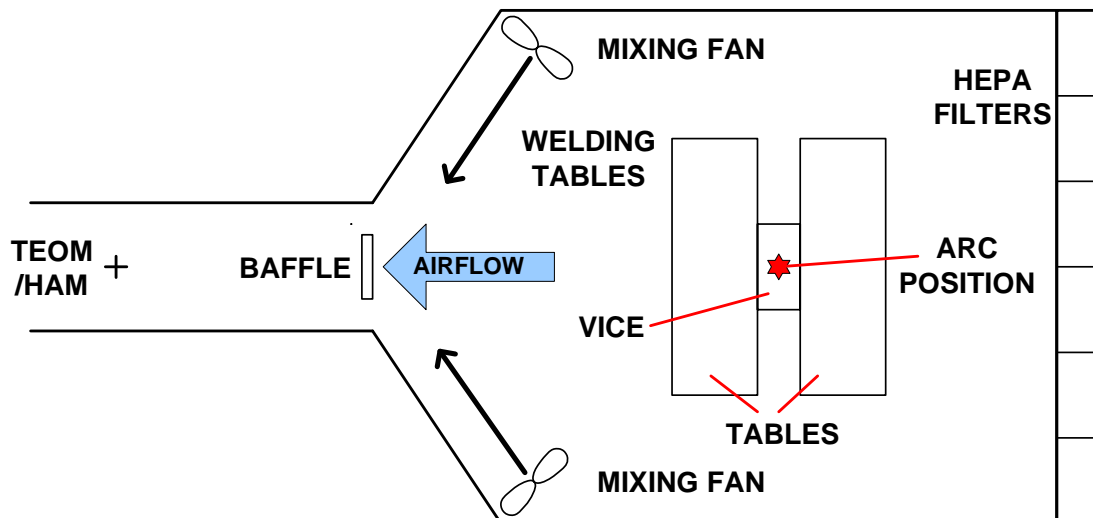 MIXING FAN
HEPA
FILTERS
WELDING
TABLES
TEOM
/HAM
BAFFLE
AIRFLOW
ARC
POSITION
VICE
TABLES
MIXING FAN